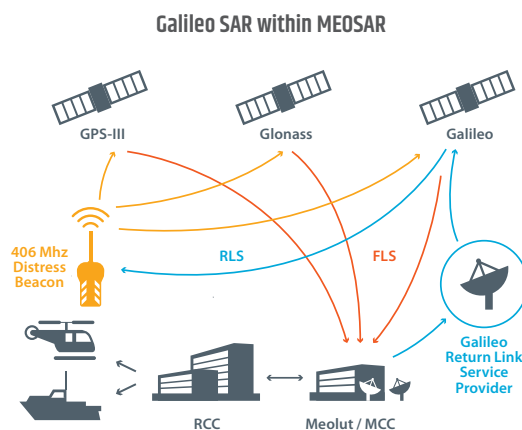 Galileo SAR within MEOSAR
GPS-III
Glonass
Galileo
406 Mhz
Distress
Beacon
RLS
FLS
Galileo
Return Link
Service
Provider
RCC
Meolut / MCC